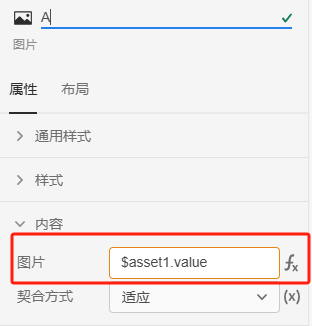 A
图片
属性 布局
通用样式
样式
内容
图片 $asset1.value fx
契合方式 适应 (x)